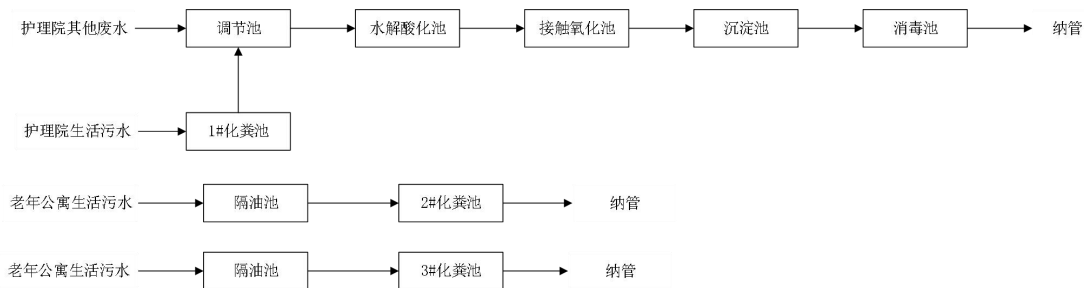 护理院其他废水 调节池 水解酸化池 接触氧化池 沉淀池 消毒池 纳管
护理院生活污水 1#化粪池
老年公寓生活污水 隔油池 2#化粪池 纳管
老年公寓生活污水 隔油池 3#化粪池 纳管